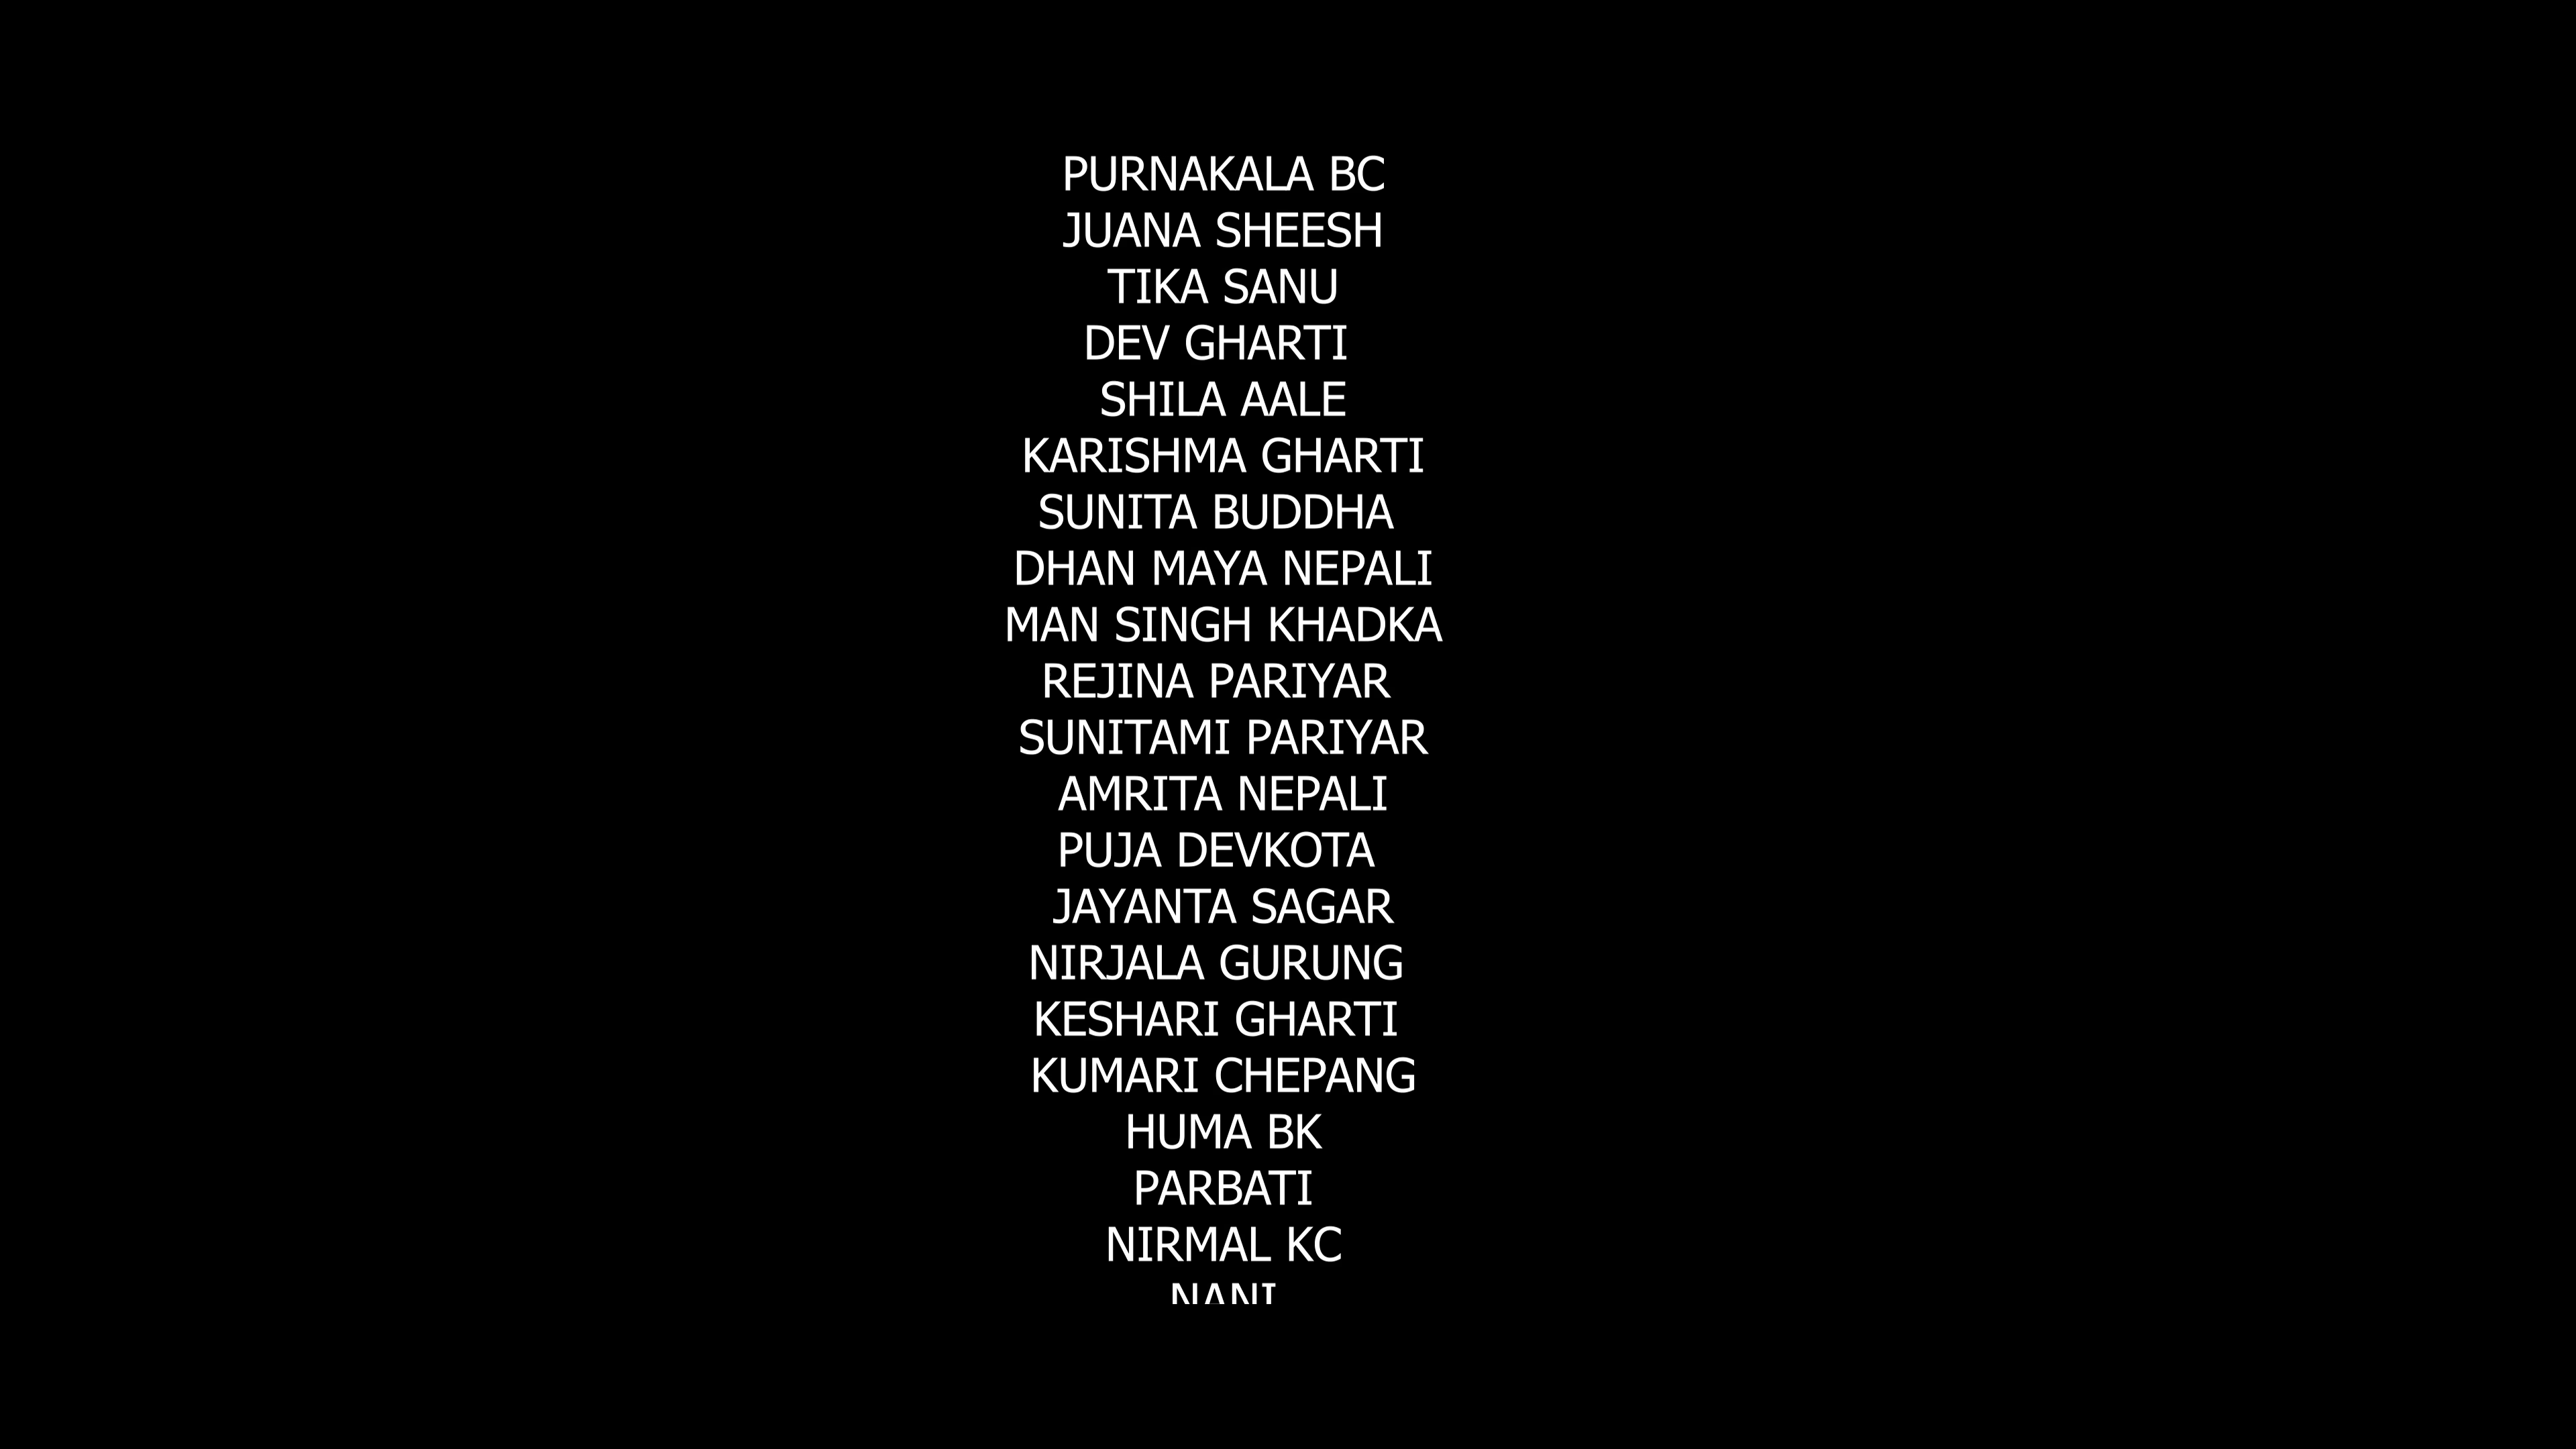 PURNAKALA BC
JUANA SHEESH
TIKA SANU
DEV GHARTI
SHILA AALE
KARISHMA GHARTI
SUNITA BUDDHA
DHAN MAYA NEPALI
MAN SINGH KHADKA
REJINA PARIYAR
SUNITAMI PARIYAR
AMRITA NEPALI
PUJA DEVKOTA
JAYANTA SAGAR
NIRJALA GURUNG
KESHARI GHARTI
KUMARI CHEPANG
HUMA BK
PARBATI
NIRMAL KC
NANI